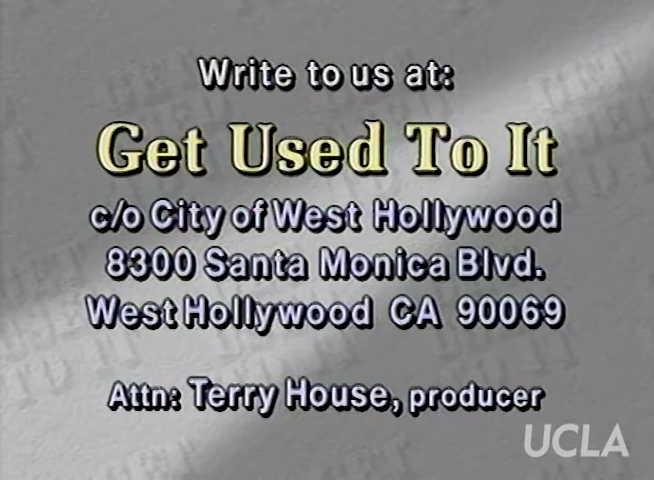 Write to us at:
Get Used To It
c/o City of West Hollywood
8300 Santa Monica Blvd.
West Hollywood CA 90069
Attn: Terry House, producer
UCLA